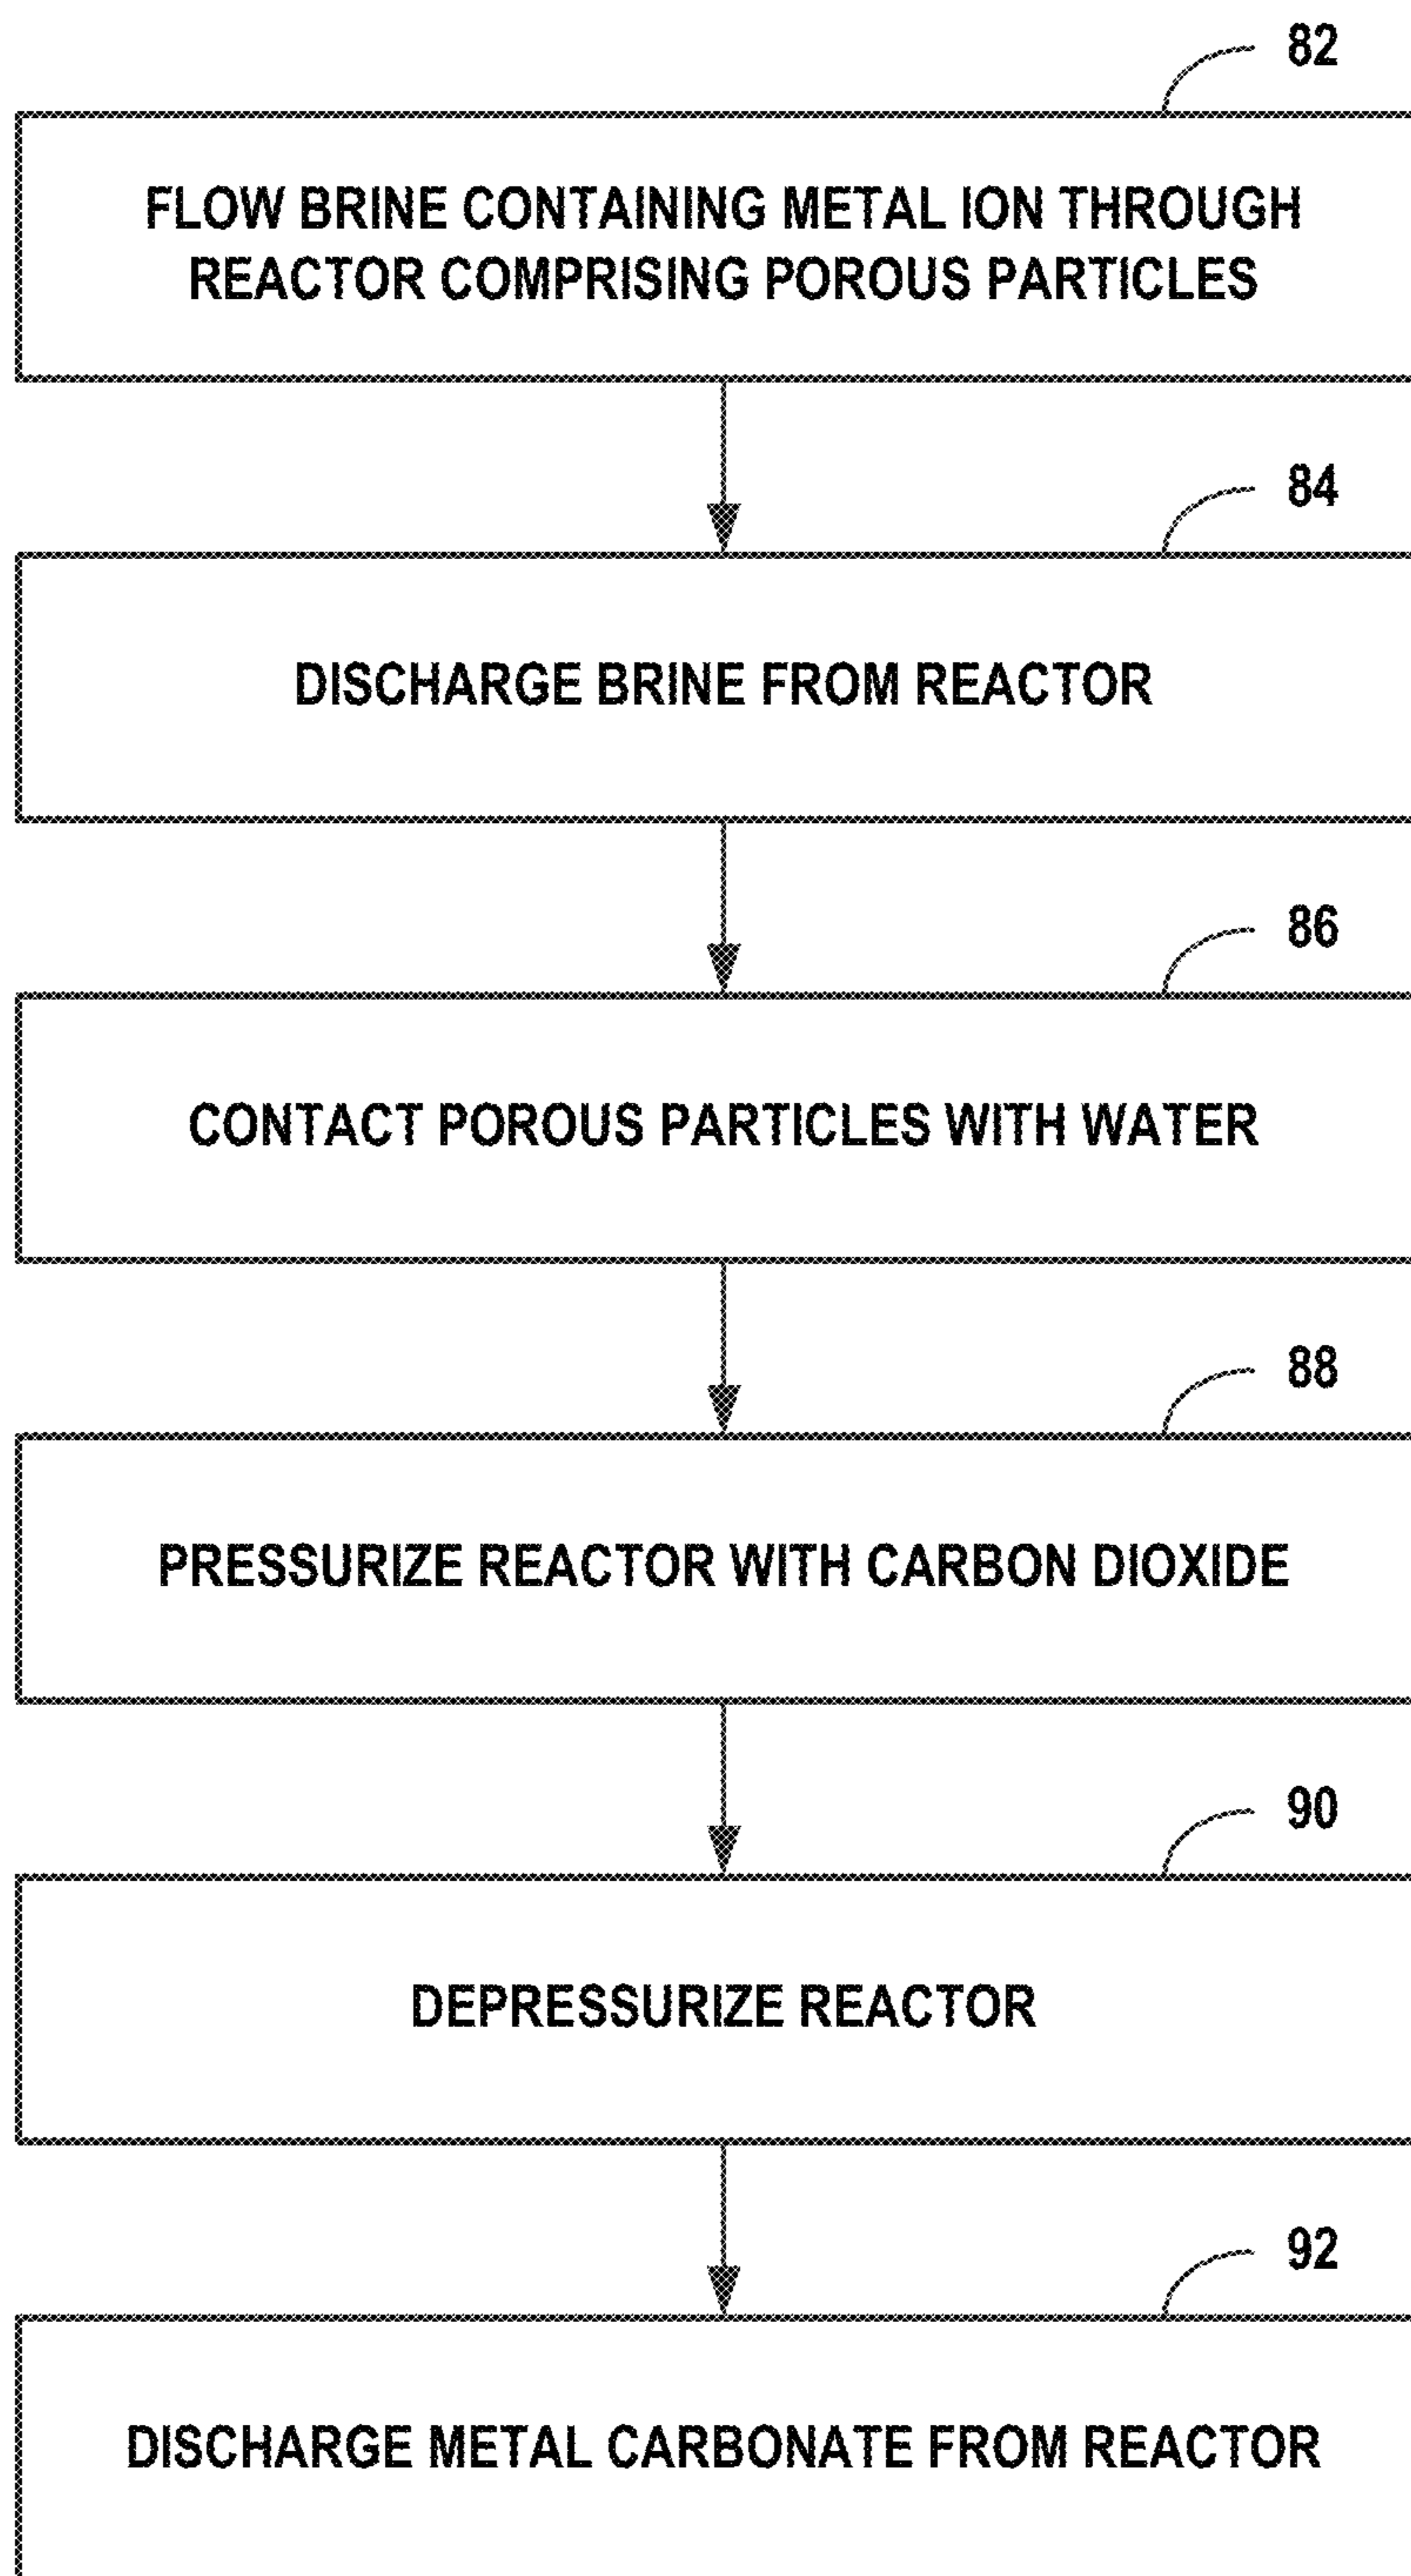 82
FLOW BRINE CONTAINING METAL ION THROUGH
REACTOR COMPRISING POROUS PARTICLES
84
DISCHARGE BRINE FROM REACTOR
86
CONTACT POROUS PARTICLES WITH WATER
88
PRESSURIZE REACTOR WITH CARBON DIOXIDE
90
DEPRESSURIZE REACTOR
92
DISCHARGE METAL CARBONATE FROM REACTOR